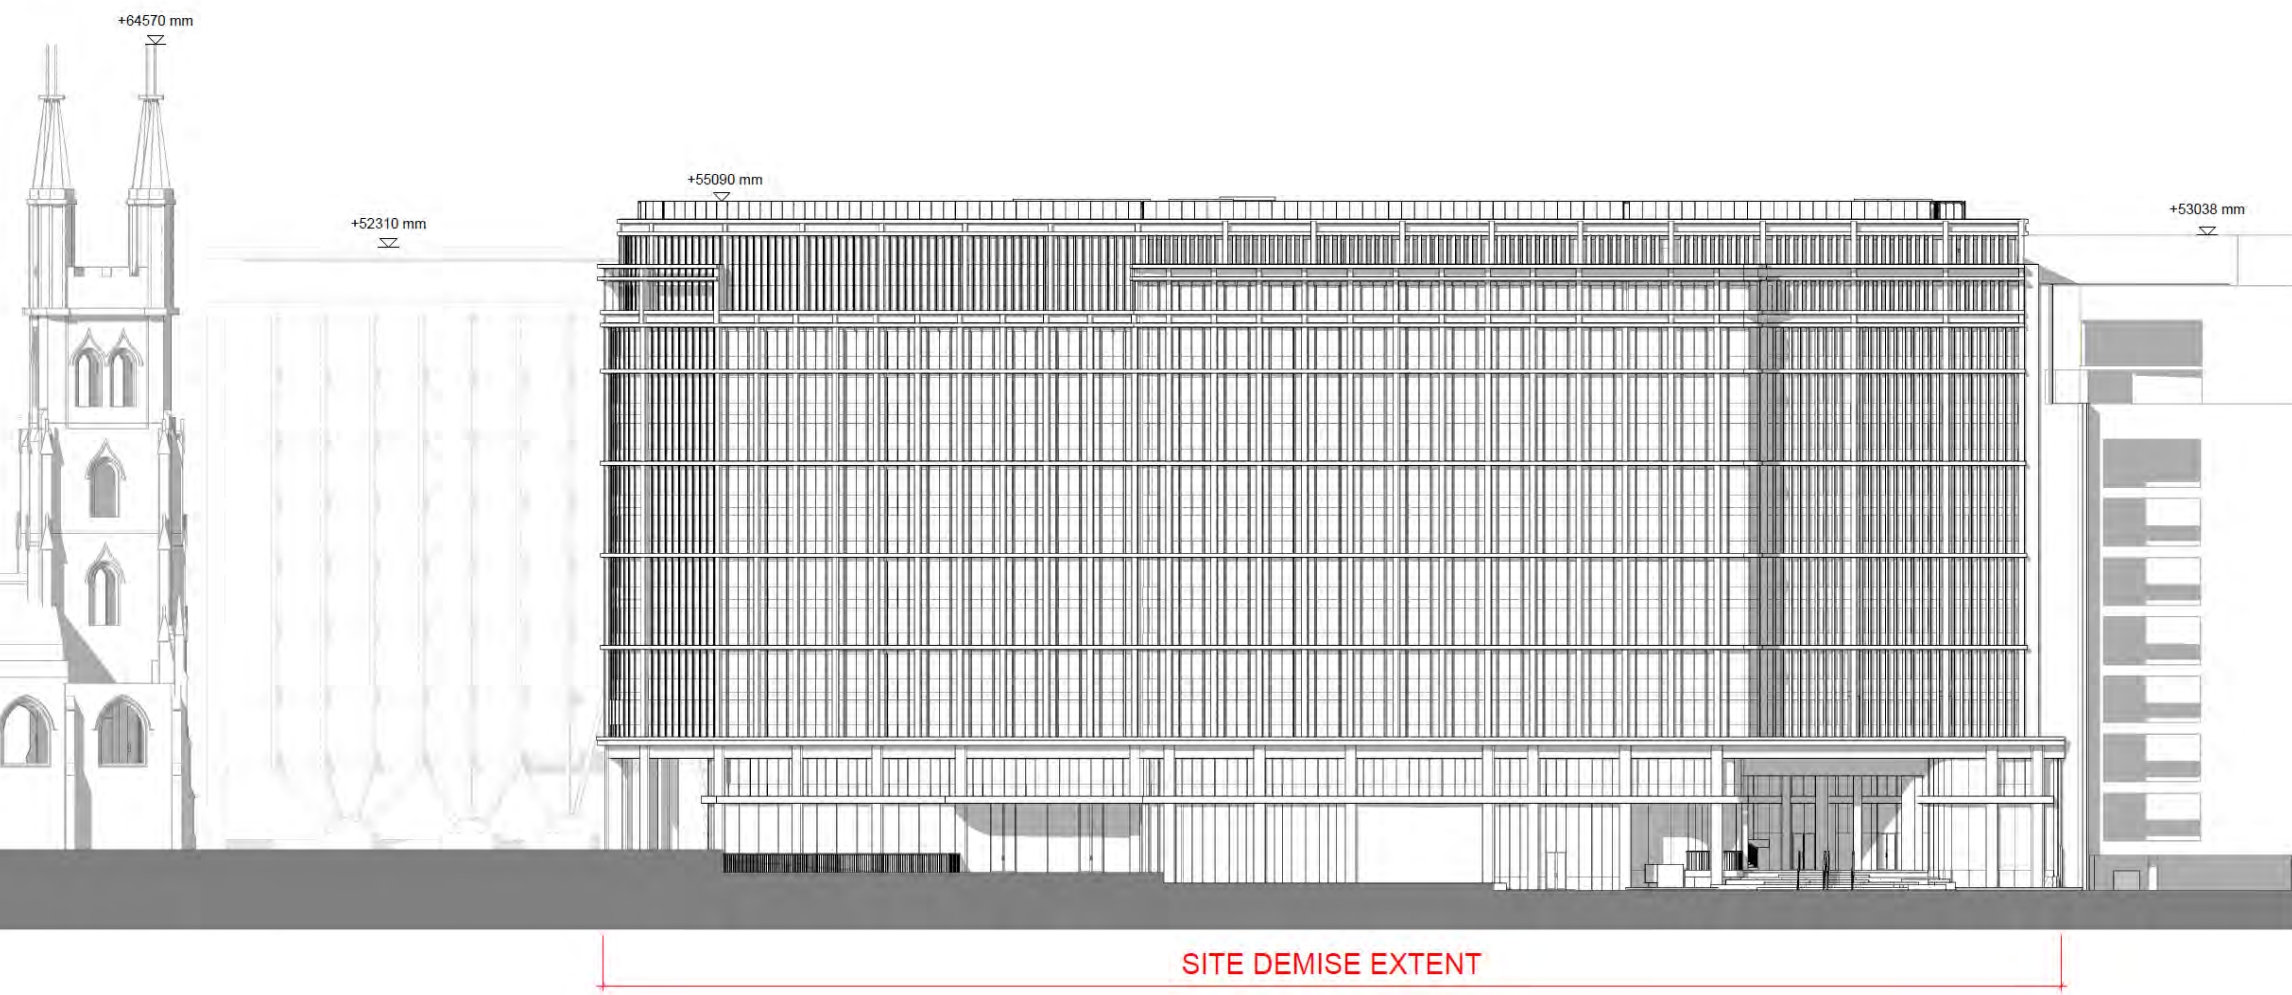 +64570 mm
+55090 mm
+52310 mm
+53038 mm
SITE DEMISE EXTENT